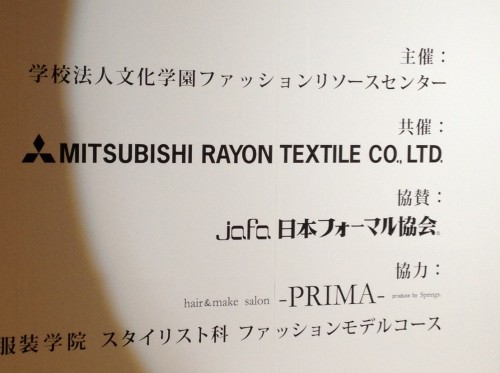 主催：
学校法人文化学園ファッションリソースセンター
共催：
MITSUBISHI RAYON TEXTILE CO., LTD.
協賛：
jafa 日本フォーマル協会
協力：
hair&make salon -PRIMA- produce by Springs
服装学院 スタイリスト科 ファッションモデルコース